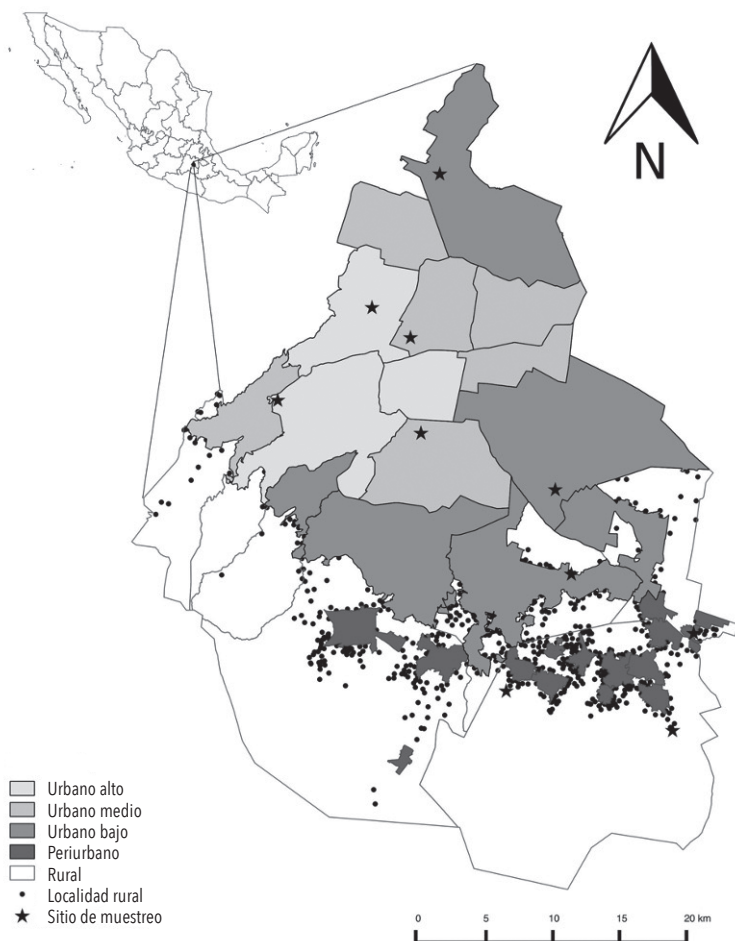 N
Urbano alto
Urbano medio
Urbano bajo
Periurbano
Rural
Localidad rural
Sitio de muestreo
0 5 10 15 20 km